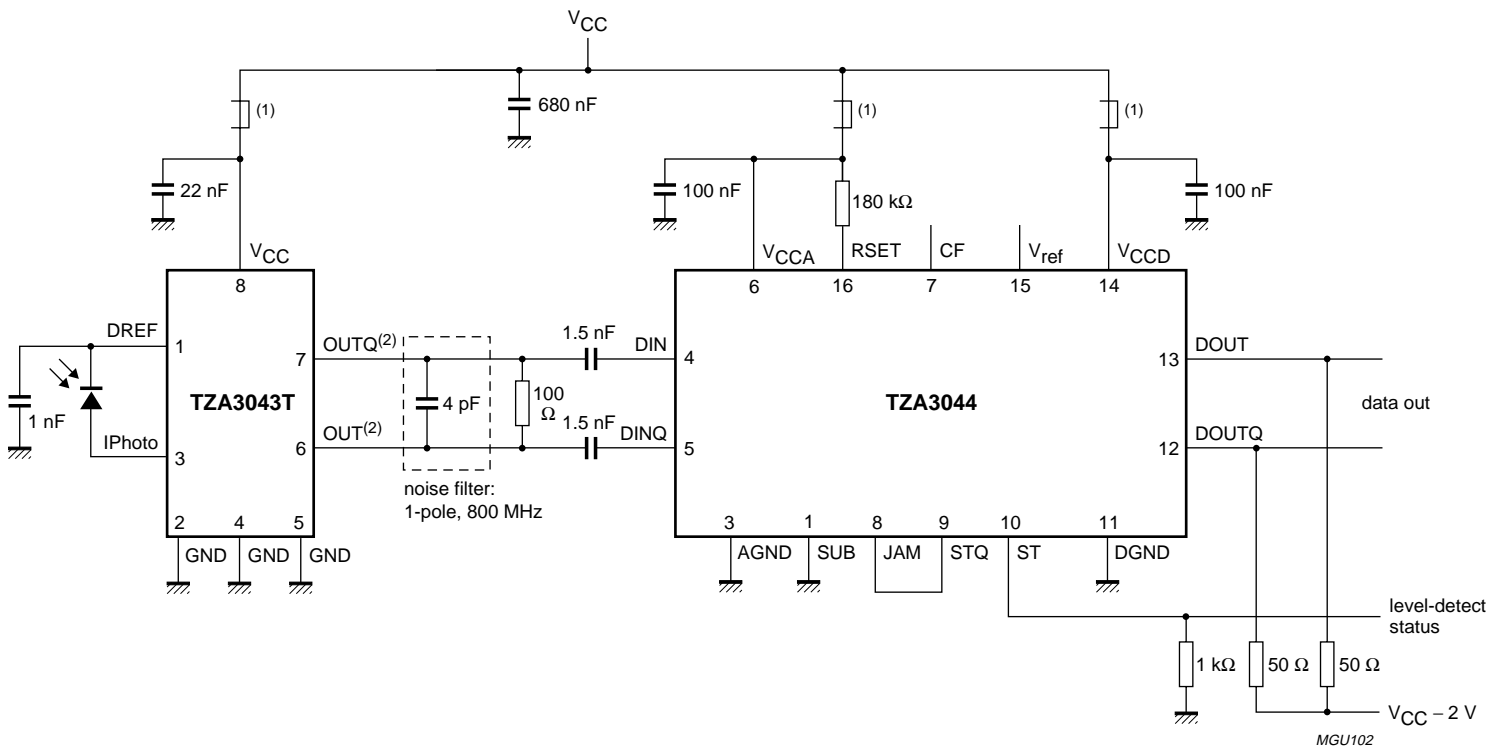 VCC
(1)
680 nF
(1)
(1)
22 nF
100 nF
180 kΩ
100 nF
VCC
VCCA
RSET
CF
Vref
VCCD
8
6
16
7
15
14
DREF
1
OUTQ(2)
7
1.5 nF
DIN
4
13
DOUT
1 nF
TZA3043T
4 pF
100
Ω
TZA3044
data out
IPhoto
3
OUT(2)
6
1.5 nF
DINQ
5
12
DOUTQ
noise filter:
1-pole, 800 MHz
2
4
5
3
1
8
9
10
11
GND
GND
GND
AGND
SUB
JAM
STQ
ST
DGND
level-detect
status
1 kΩ
50 Ω
50 Ω
VCC – 2 V
MGU102